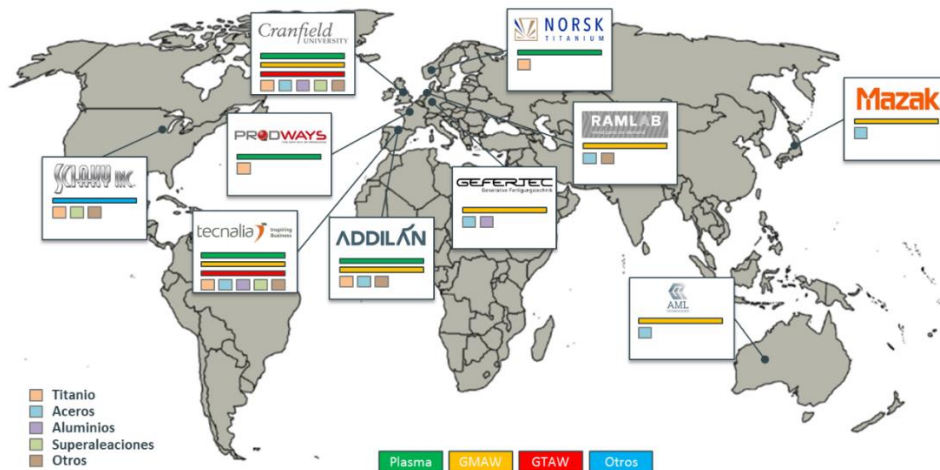 Cranfield
UNIVERSITY
NORSK
TITANIUM
Mazak
PRODWAYS
RAMLAB
SCIAKY INC.
GEFERTEC
Generative Fertigungstechnik
tecnalia
Inspiring
Business
ADDILAN
AML
Titanio
Aceros
Aluminios
Superaleaciones
Otros
Plasma
GMAW
GTAW
Otros